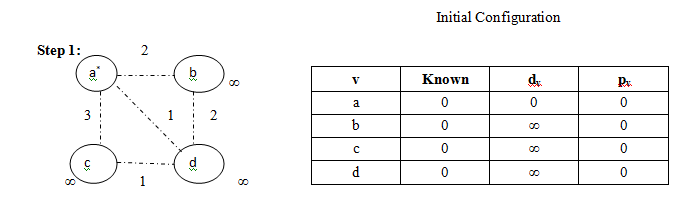 Initial Configuration
Step 1:
2
a*
b
∞
3
1
2
c
d
∞
1
∞
v Known dv pv
a 0 0 0
b 0 ∞ 0
c 0 ∞ 0
d 0 ∞ 0